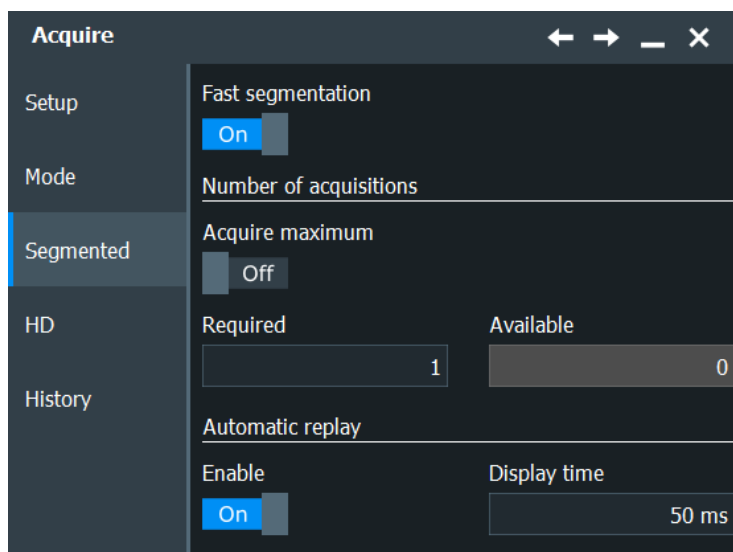 Acquire
Setup
Mode
Segmented
HD
History
Fast segmentation
On
Number of acquisitions
Acquire maximum
Off
Required Available
1 0
Automatic replay
Enable Display time
On 50 ms